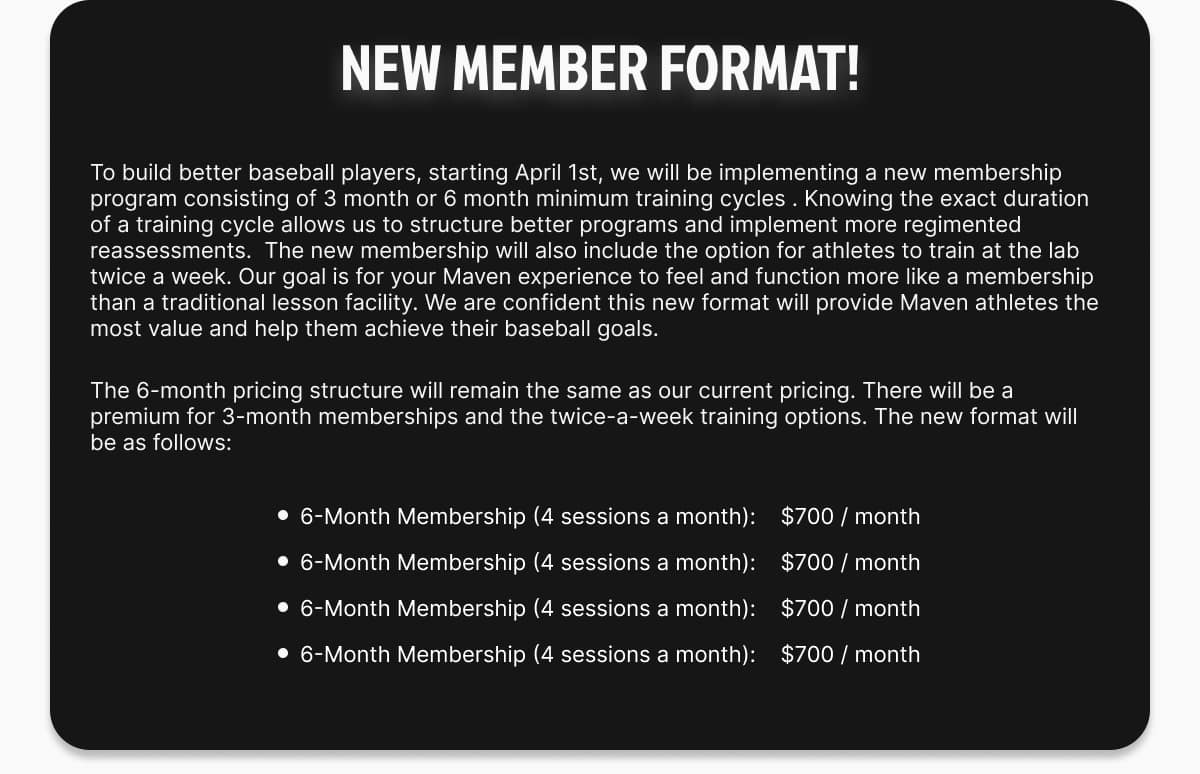 NEW MEMBER FORMAT!
To build better baseball players, starting April 1st, we will be implementing a new membership
program consisting of 3 month or 6 month minimum training cycles . Knowing the exact duration
of a training cycle allows us to structure better programs and implement more regimented
reassessments.  The new membership will also include the option for athletes to train at the lab
twice a week. Our goal is for your Maven experience to feel and function more like a membership
than a traditional lesson facility. We are confident this new format will provide Maven athletes the
most value and help them achieve their baseball goals.
The 6-month pricing structure will remain the same as our current pricing. There will be a
premium for 3-month memberships and the twice-a-week training options. The new format will
be as follows:
• 6-Month Membership (4 sessions a month): $700 / month
• 6-Month Membership (4 sessions a month): $700 / month
• 6-Month Membership (4 sessions a month): $700 / month
• 6-Month Membership (4 sessions a month): $700 / month